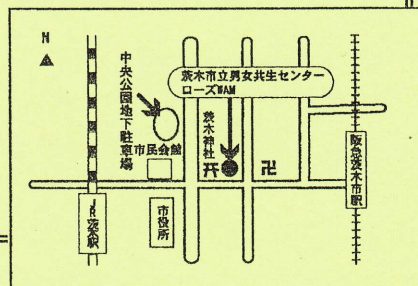 N
中央公園地下駐車場
茨木市立男女共生センター
ローズWAM
茨木神社
市民会館
JR茨木駅
市役所
阪急茨木市駅